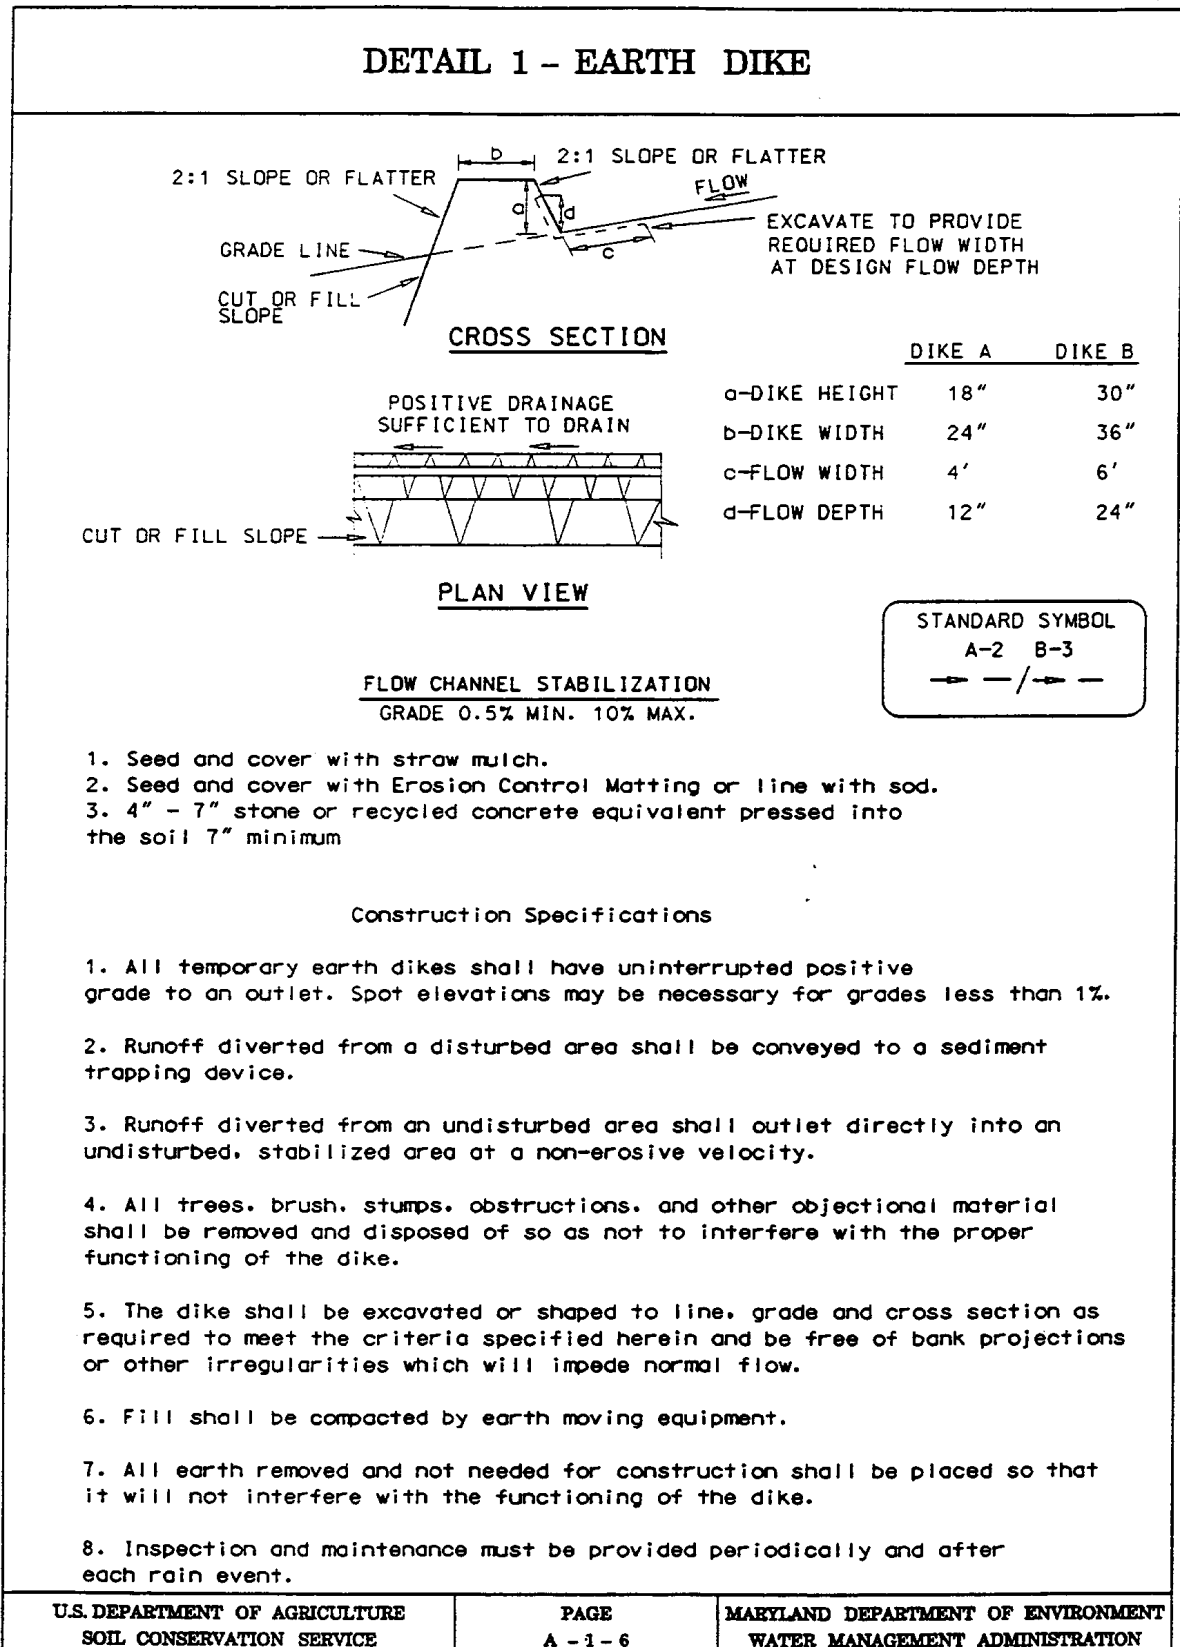 DETAIL 1 - EARTH DIKE
b
2:1 SLOPE OR FLATTER
2:1 SLOPE OR FLATTER
FLOW
a
d
EXCAVATE TO PROVIDE
REQUIRED FLOW WIDTH
AT DESIGN FLOW DEPTH
GRADE LINE
c
CUT OR FILL
SLOPE
CROSS SECTION
DIKE A DIKE B
a-DIKE HEIGHT 18" 30"
b-DIKE WIDTH 24" 36"
c-FLOW WIDTH 4' 6'
d-FLOW DEPTH 12" 24"
POSITIVE DRAINAGE
SUFFICIENT TO DRAIN
CUT OR FILL SLOPE
PLAN VIEW
STANDARD SYMBOL
A-2 B-3
/
FLOW CHANNEL STABILIZATION
GRADE 0.5% MIN. 10% MAX.
1. Seed and cover with straw mulch.
2. Seed and cover with Erosion Control Matting or line with sod.
3. 4" - 7" stone or recycled concrete equivalent pressed into
the soil 7" minimum
Construction Specifications
1. All temporary earth dikes shall have uninterrupted positive
grade to an outlet. Spot elevations may be necessary for grades less than 1%.
2. Runoff diverted from a disturbed area shall be conveyed to a sediment
trapping device.
3. Runoff diverted from an undisturbed area shall outlet directly into an
undisturbed, stabilized area at a non-erosive velocity.
4. All trees, brush, stumps, obstructions, and other objectional material
shall be removed and disposed of so as not to interfere with the proper
functioning of the dike.
5. The dike shall be excavated or shaped to line, grade and cross section as
required to meet the criteria specified herein and be free of bank projections
or other irregularities which will impede normal flow.
6. Fill shall be compacted by earth moving equipment.
7. All earth removed and not needed for construction shall be placed so that
it will not interfere with the functioning of the dike.
8. Inspection and maintenance must be provided periodically and after
each rain event.
U.S. DEPARTMENT OF AGRICULTURE
SOIL CONSERVATION SERVICE
PAGE
A - 1 - 6
MARYLAND DEPARTMENT OF ENVIRONMENT
WATER MANAGEMENT ADMINISTRATION